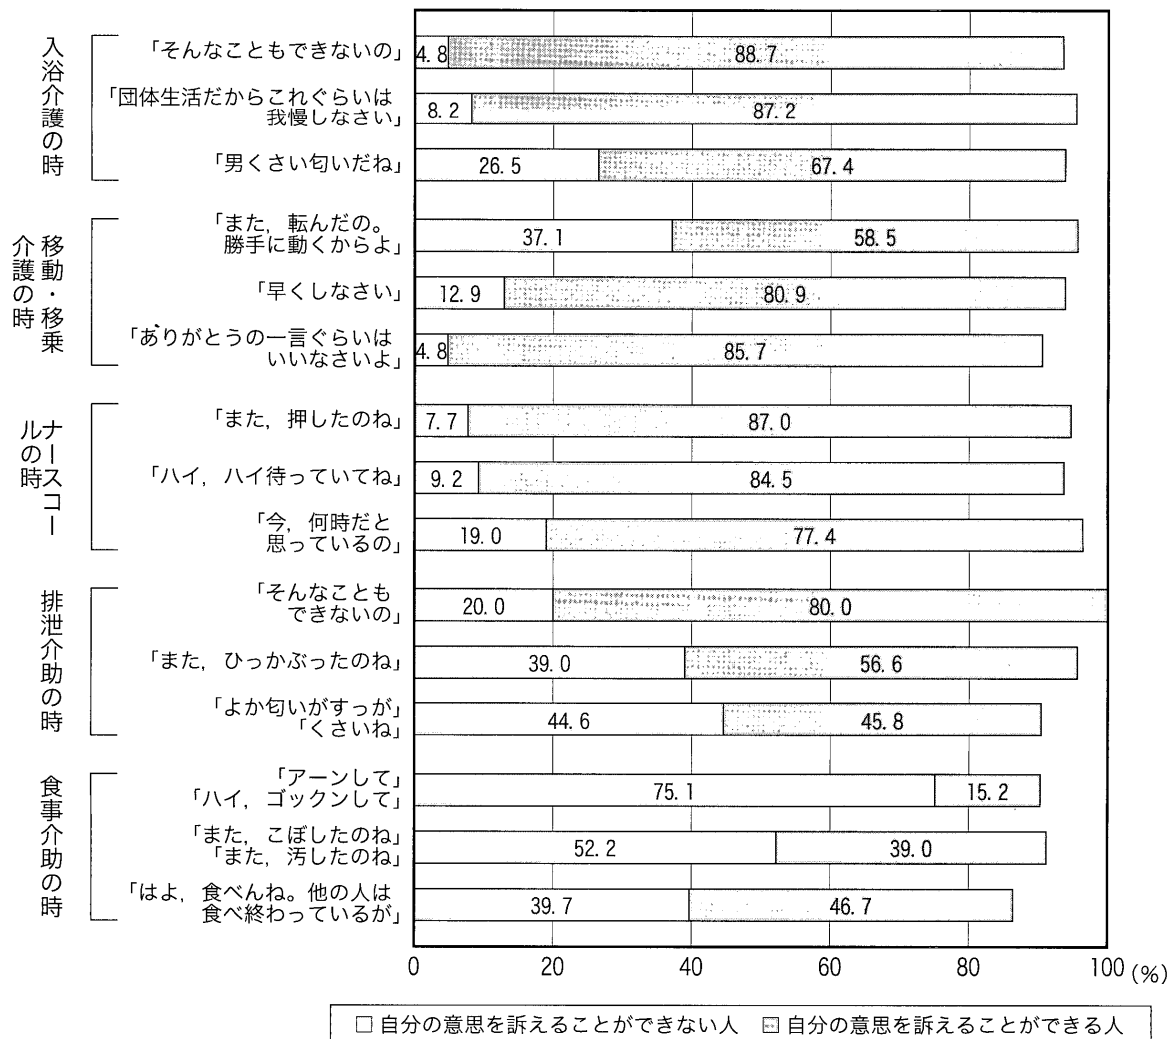 入浴介護の時
「そんなこともできないの」
4.8
88.7
「団体生活だからこれぐらいは
我慢しなさい」
8.2
87.2
「男くさい匂いだね」
26.5
67.4
移動・移乗
介護の時
「また，転んだの。
勝手に動くからよ」
37.1
58.5
「早くしなさい」
12.9
80.9
「ありがとうの一言ぐらいは
いいなさいよ」
4.8
85.7
ナースコー
ルの時
「また，押したのね」
7.7
87.0
「ハイ，ハイ待っていてね」
9.2
84.5
「今，何時だと
思っているの」
19.0
77.4
排泄介助の時
「そんなことも
できないの」
20.0
80.0
「また，ひっかぶったのね」
39.0
56.6
「よか匂いがすっが」
「くさいね」
44.6
45.8
食事介助の時
「アーンして」
「ハイ，ゴックンして」
75.1
15.2
「また，こぼしたのね」
「また，汚したのね」
52.2
39.0
「はよ，食べんね。他の人は
食べ終わっているが」
39.7
46.7
0 20 40 60 80 100 (%)
□ 自分の意思を訴えることができない人 自分の意思を訴えることができる人